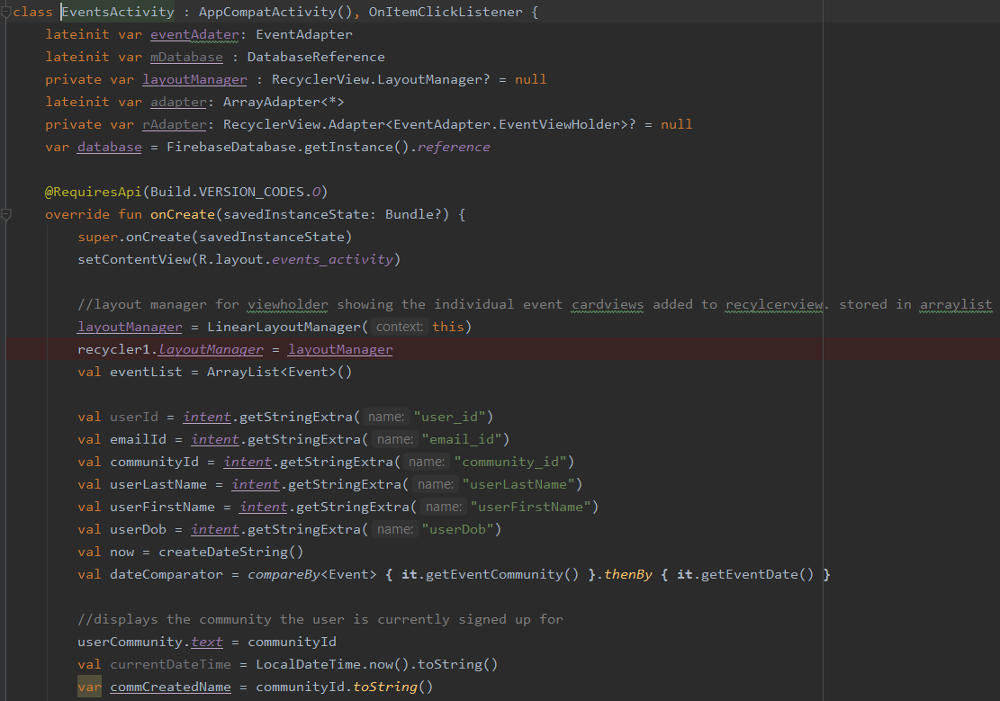 class EventsActivity : AppCompatActivity(), OnItemClickListener {
    lateinit var eventAdater: EventAdapter
    lateinit var mDatabase : DatabaseReference
    private var layoutManager : RecyclerView.LayoutManager? = null
    lateinit var adapter: ArrayAdapter<*>
    private var rAdapter: RecyclerView.Adapter<EventAdapter.EventViewHolder>? = null
    var database = FirebaseDatabase.getInstance().reference

    @RequiresApi(Build.VERSION_CODES.O)
    override fun onCreate(savedInstanceState: Bundle?) {
        super.onCreate(savedInstanceState)
        setContentView(R.layout.events_activity)

        //layout manager for viewholder showing the individual event cardviews added to recylcerview. stored in arraylist
        layoutManager = LinearLayoutManager( context: this)
        recycler1.layoutManager = layoutManager
        val eventList = ArrayList<Event>()

        val userId = intent.getStringExtra( name: "user_id")
        val emailId = intent.getStringExtra( name: "email_id")
        val communityId = intent.getStringExtra( name: "community_id")
        val userLastName = intent.getStringExtra( name: "userLastName")
        val userFirstName = intent.getStringExtra( name: "userFirstName")
        val userDob = intent.getStringExtra( name: "userDob")
        val now = createDateString()
        val dateComparator = compareBy<Event> { it.getEventCommunity() }.thenBy { it.getEventDate() }

        //displays the community the user is currently signed up for
        userCommunity.text = communityId
        val currentDateTime = LocalDateTime.now().toString()
        var commCreatedName = communityId.toString()